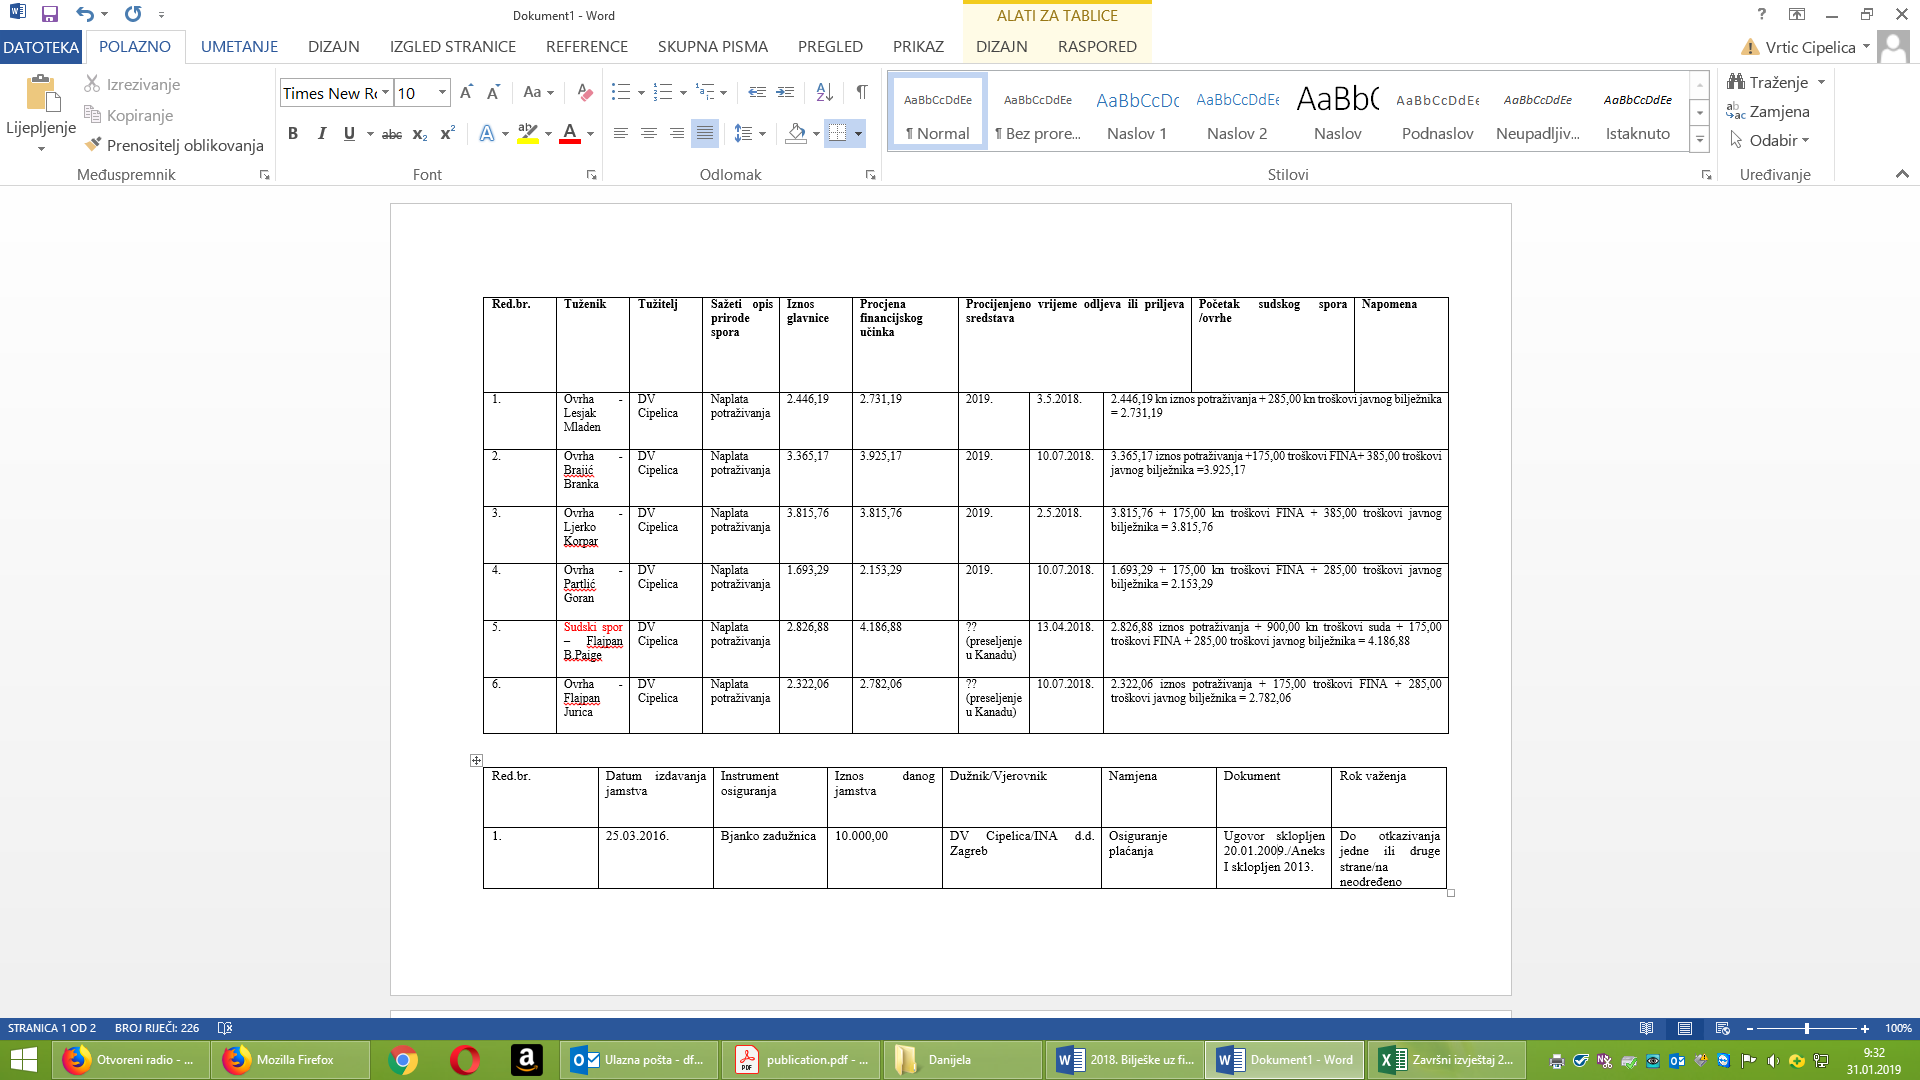 Dokument1 - Word
ALATI ZA TABLICE
DATOTEKA POLAZNO UMETANJE DIZAJN IZGLED STRANICE REFERENCE SKUPNA PISMA PREGLED PRIKAZ DIZAJN RASPORED
Vrtic Cipelica
Lijepljenje
Izrezivanje
Kopiranje
Prenositelj oblikovanja
Međuspremnik
Times New Ro 10
Font
Odlomak
AaBbCcDdEe AaBbCcDdEe AaBbCcDc AaBbCcDdEe AaBbC AaBbCcDdEe AaBbCcDdEe AaBbCcDdEe
¶ Normal ¶ Bez prore... Naslov 1 Naslov 2 Naslov Podnaslov Neupadljiv... Istaknuto
Stilovi
Traženje
Zamjena
Odabir
Uređivanje
Red.br. Tuženik Tužitelj Sažeti opis prirode spora Iznos glavnice Procjena financijskog učinka Procijenjeno vrijeme odljeva ili priljeva sredstava Početak sudskog spora /ovrhe Napomena
1. Ovrha - Lesjak Mladen DV Cipelica Naplata potraživanja 2.446,19 2.731,19 2019. 3.5.2018. 2.446,19 kn iznos potraživanja + 285,00 kn troškovi javnog bilježnika = 2.731,19
2. Ovrha - Brajić Branka DV Cipelica Naplata potraživanja 3.365,17 3.925,17 2019. 10.07.2018. 3.365,17 iznos potraživanja +175,00 troškovi FINA+ 385,00 troškovi javnog bilježnika =3.925,17
3. Ovrha - Ljerko Korpar DV Cipelica Naplata potraživanja 3.815,76 3.815,76 2019. 2.5.2018. 3.815,76 + 175,00 kn troškovi FINA + 385,00 troškovi javnog bilježnika = 3.815,76
4. Ovrha - Partlić Goran DV Cipelica Naplata potraživanja 1.693,29 2.153,29 2019. 10.07.2018. 1.693,29 + 175,00 kn troškovi FINA + 285,00 troškovi javnog bilježnika = 2.153,29
5. Sudski spor – Flajpan B.Paige DV Cipelica Naplata potraživanja 2.826,88 4.186,88 ?? (preseljenje u Kanadu) 13.04.2018. 2.826,88 iznos potraživanja + 900,00 kn troškovi suda + 175,00 troškovi FINA + 285,00 troškovi javnog bilježnika = 4.186,88
6. Ovrha - Flajpan Jurica DV Cipelica Naplata potraživanja 2.322,06 2.782,06 ?? (preseljenje u Kanadu) 10.07.2018. 2.322,06 iznos potraživanja + 175,00 troškovi FINA + 285,00 troškovi javnog bilježnika = 2.782,06
Red.br. Datum izdavanja jamstva Instrument osiguranja Iznos danog jamstva Dužnik/Vjerovnik Namjena Dokument Rok važenja
1. 25.03.2016. Bjanko zadužnica 10.000,00 DV Cipelica/INA d.d. Zagreb Osiguranje plaćanja Ugovor sklopljen 20.01.2009./Aneks I sklopljen 2013. Do otkazivanja jedne ili druge strane/na neodređeno
STRANICA 1 OD 2 BROJ RIJEČI: 226
100%
Otvoreni radio - ... Mozilla Firefox Ulazna pošta - df... publication.pdf - ... Danijela 2018. Bilješke uz fi... Dokument1 - Word Završni izvještaj 2...
9:32
31.01.2019